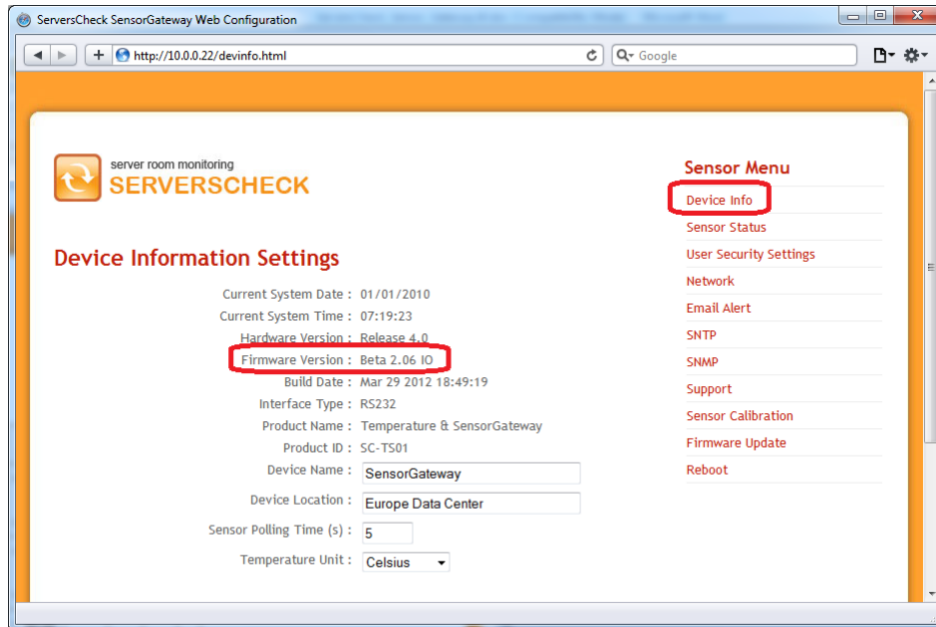 ServersCheck SensorGateway Web Configuration
http://10.0.0.22/devinfo.html
Google
server room monitoring
SERVERSCHECK
Device Information Settings
Current System Date : 01/01/2010
Current System Time : 07:19:23
Hardware Version : Release 4.0
Firmware Version : Beta 2.06 IO
Build Date : Mar 29 2012 18:49:19
Interface Type : RS232
Product Name : Temperature & SensorGateway
Product ID : SC-TS01
Device Name : SensorGateway
Device Location : Europe Data Center
Sensor Polling Time (s) : 5
Temperature Unit : Celsius
Sensor Menu
Device Info
Sensor Status
User Security Settings
Network
Email Alert
SNTP
SNMP
Support
Sensor Calibration
Firmware Update
Reboot